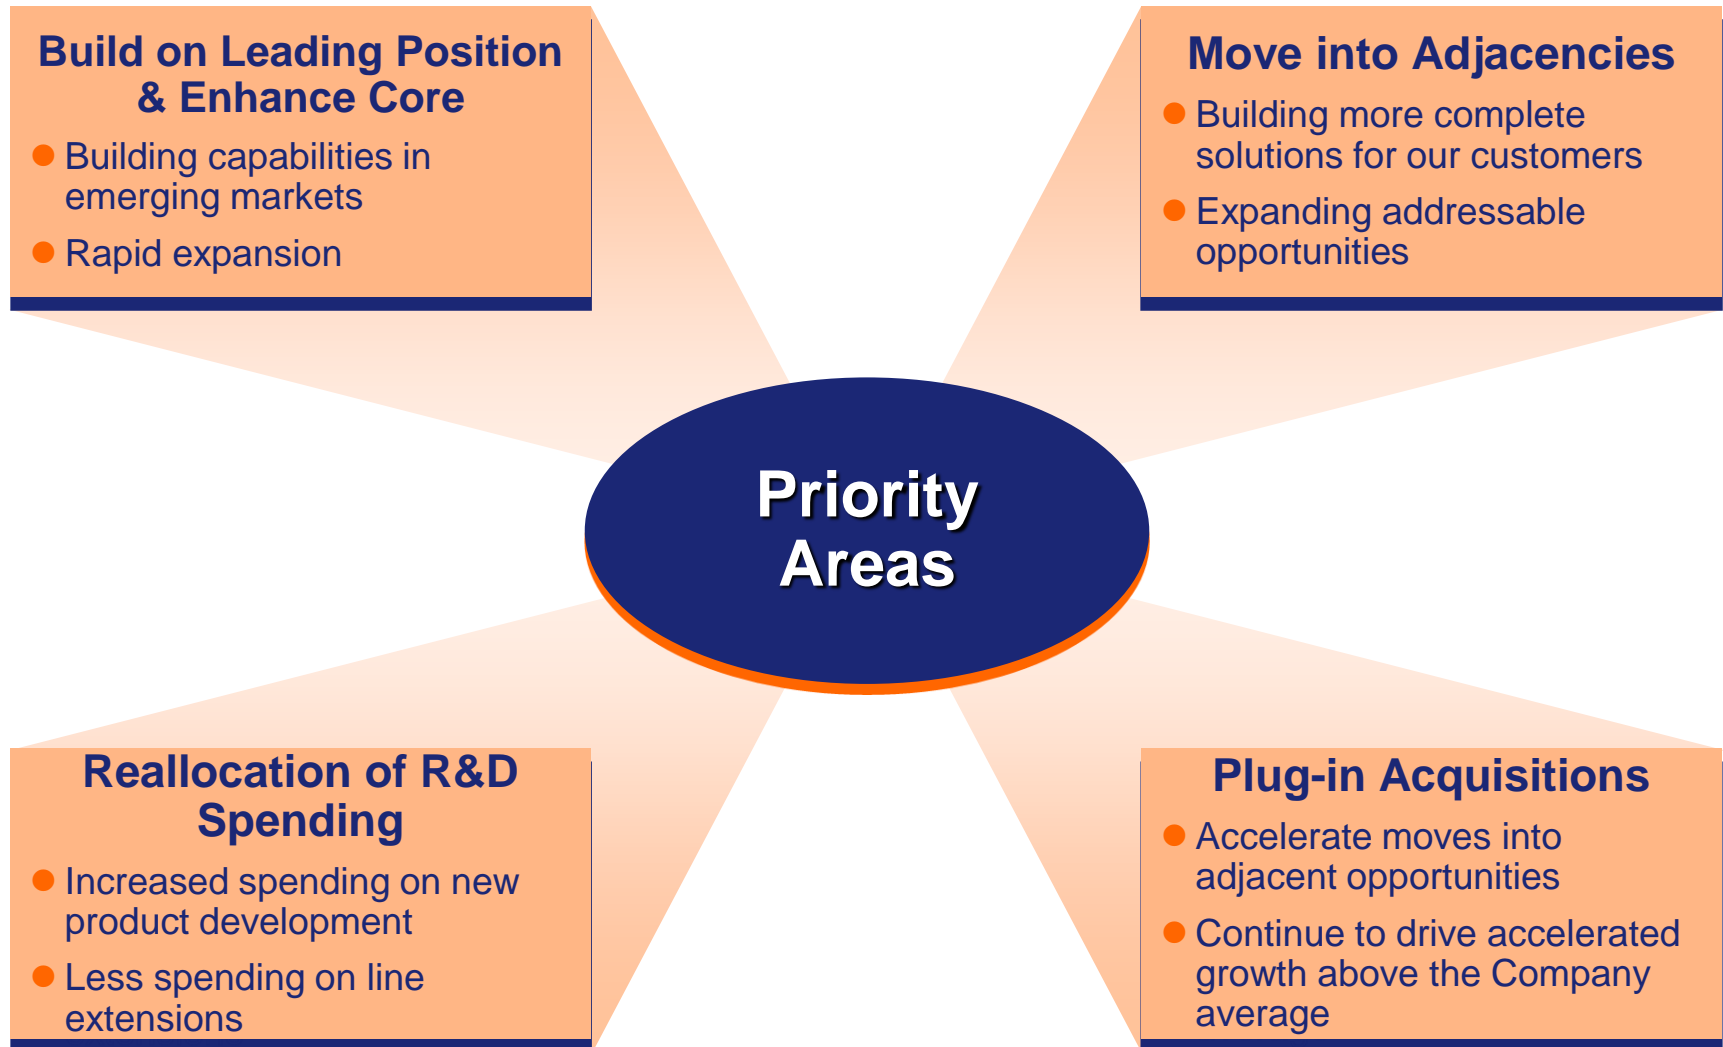 Build on Leading Position
& Enhance Core
● Building capabilities in
emerging markets
● Rapid expansion
Move into Adjacencies
● Building more complete
solutions for our customers
● Expanding addressable
opportunities
Priority
Areas
Reallocation of R&D
Spending
● Increased spending on new
product development
● Less spending on line
extensions
Plug-in Acquisitions
● Accelerate moves into
adjacent opportunities
● Continue to drive accelerated
growth above the Company
average